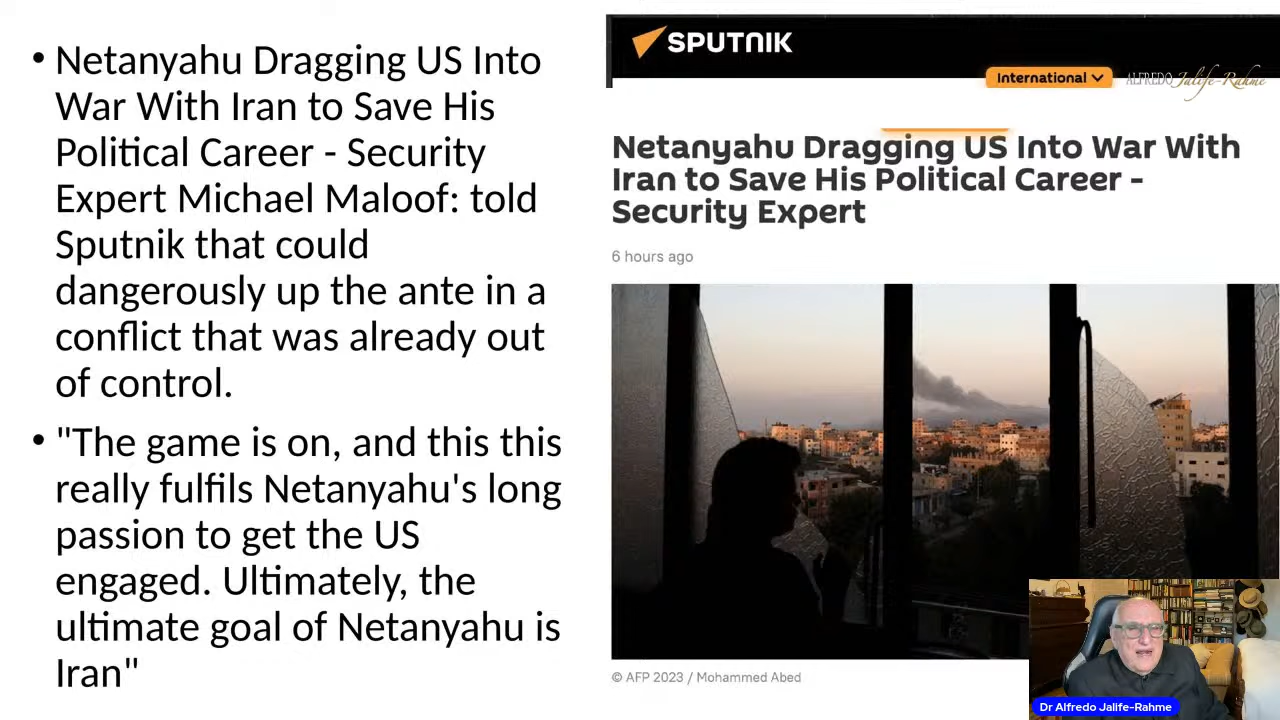 • Netanyahu Dragging US Into
War With Iran to Save His
Political Career - Security
Expert Michael Maloof: told
Sputnik that could
dangerously up the ante in a
conflict that was already out
of control.
• "The game is on, and this this
really fulfils Netanyahu's long
passion to get the US
engaged. Ultimately, the
ultimate goal of Netanyahu is
Iran"
SPUTNIK
International
ALFREDO Jalife-Rahme
Netanyahu Dragging US Into War With
Iran to Save His Political Career -
Security Expert
6 hours ago
© AFP 2023 / Mohammed Abed
Dr Alfredo Jalife-Rahme